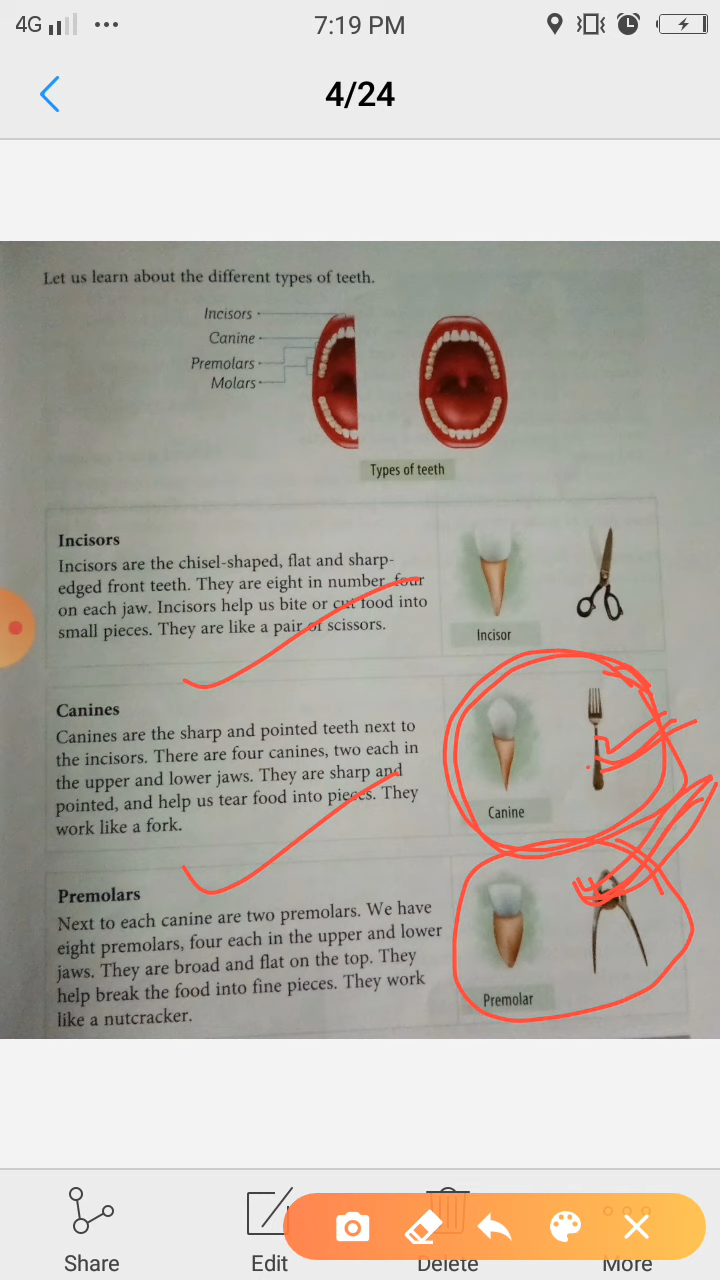 4G
7:19 PM
4/24
Let us learn about the different types of teeth.
Incisors
Canine
Premolars
Molars
Types of teeth
Incisors
Incisors are the chisel-shaped, flat and sharp-
edged front teeth. They are eight in number, four
on each jaw. Incisors help us bite or cut food into
small pieces. They are like a pair of scissors.
Incisor
Canines
Canines are the sharp and pointed teeth next to
the incisors. There are four canines, two each in
the upper and lower jaws. They are sharp and
pointed, and help us tear food into pieces. They
work like a fork.
Canine
Premolars
Next to each canine are two premolars. We have
eight premolars, four each in the upper and lower
jaws. They are broad and flat on the top. They
help break the food into fine pieces. They work
like a nutcracker.
Premolar
Share
Edit
Delete
More